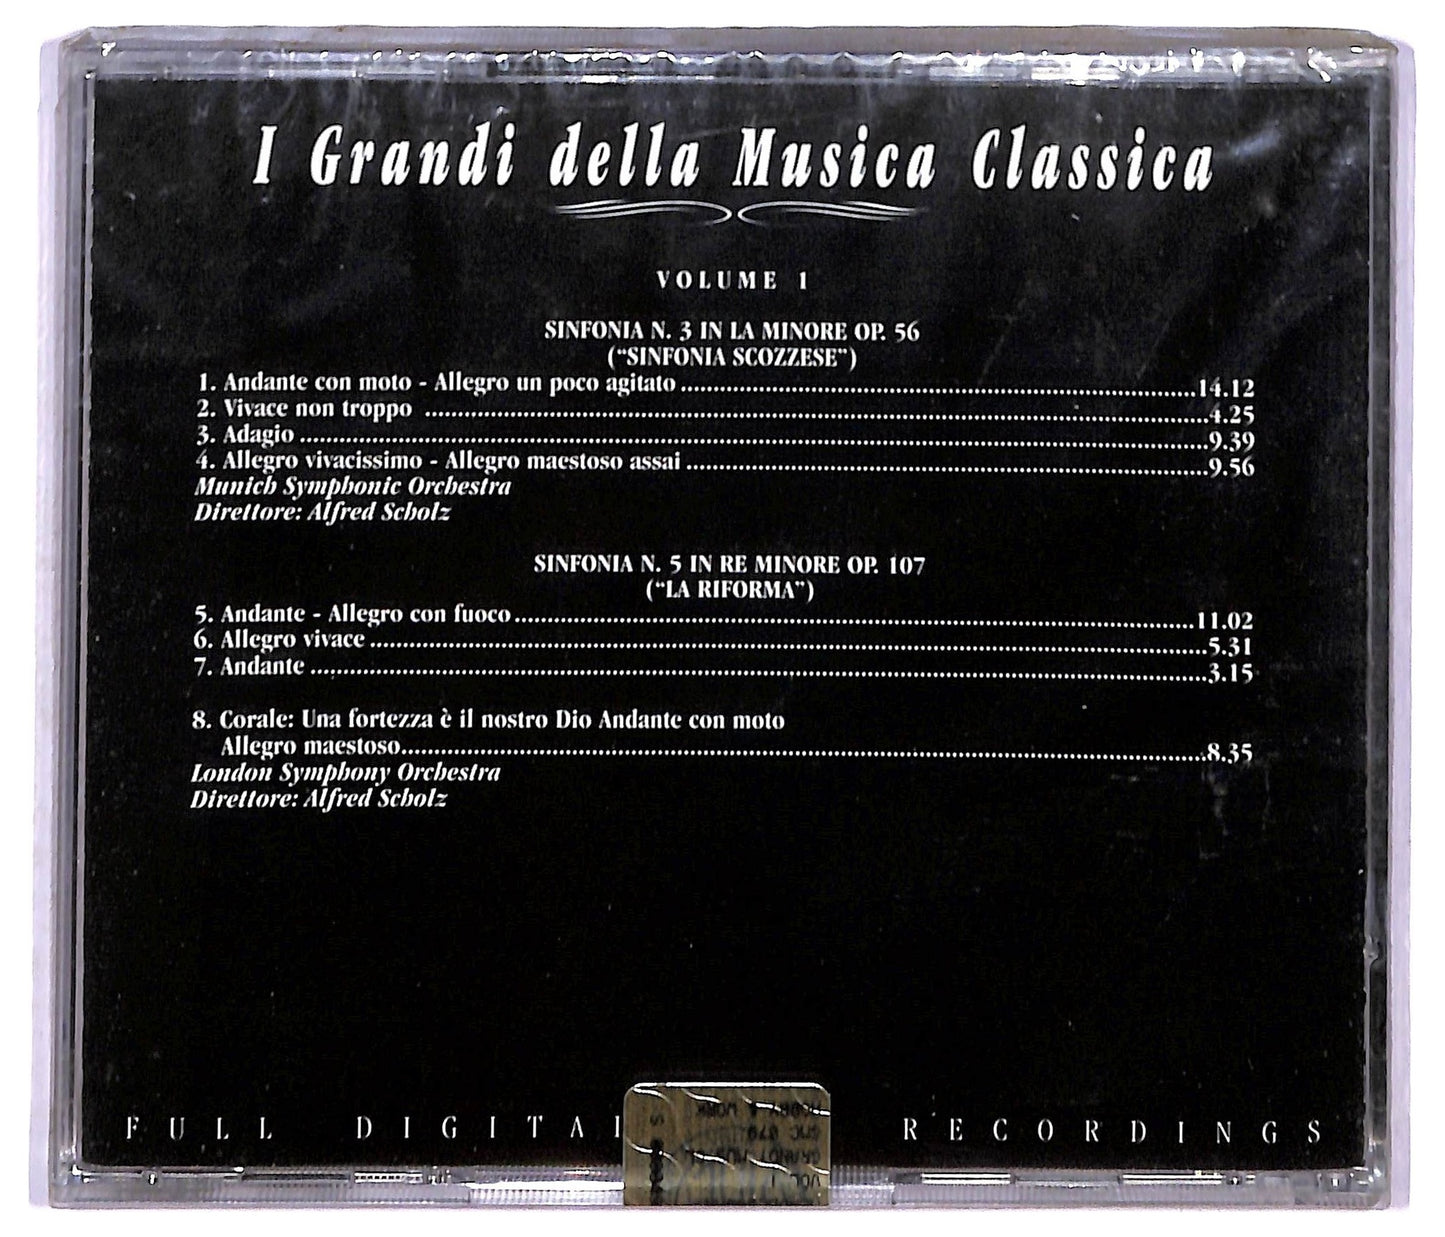 I Grandi della Musica Classica
VOLUME 1
SINFONIA N. 3 IN LA MINORE OP. 56
("SINFONIA SCOZZESE")
1. Andante con moto - Allegro un poco agitato ........ 14.12
2. Vivace non troppo ........ 4.25
3. Adagio ........ 9.39
4. Allegro vivacissimo - Allegro maestoso assai ........ 9.56
Munich Symphonic Orchestra
Direttore: Alfred Scholz
SINFONIA N. 5 IN RE MINORE OP. 107
("LA RIFORMA")
5. Andante - Allegro con fuoco ........ 11.02
6. Allegro vivace ........ 5.31
7. Andante ........ 3.15
8. Corale: Una fortezza è il nostro Dio Andante con moto
Allegro maestoso ........ 8.35
London Symphony Orchestra
Direttore: Alfred Scholz
FULL DIGITAL RECORDINGS